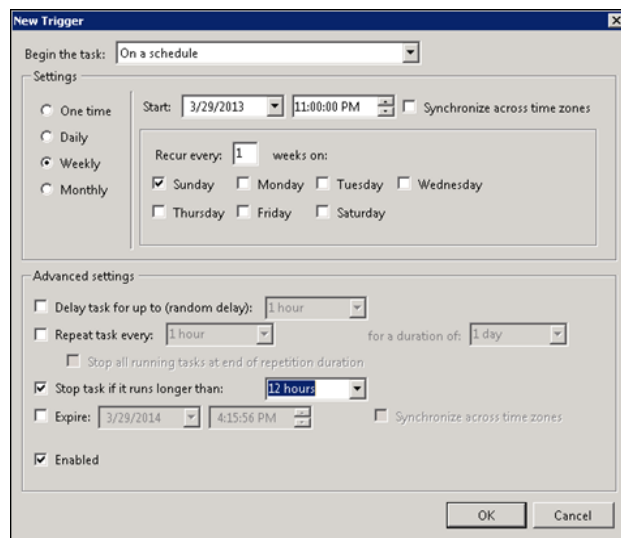 New Trigger
Begin the task: On a schedule
Settings
One time
Start: 3/29/2013 11:00:00 PM Synchronize across time zones
Daily
Recur every: 1 weeks on:
Weekly
Sunday Monday Tuesday Wednesday
Monthly
Thursday Friday Saturday
Advanced settings
Delay task for up to (random delay): 1 hour
Repeat task every: 1 hour for a duration of: 1 day
Stop all running tasks at end of repetition duration
Stop task if it runs longer than: 12 hours
Expire: 3/29/2014 4:15:56 PM Synchronize across time zones
Enabled
OK Cancel